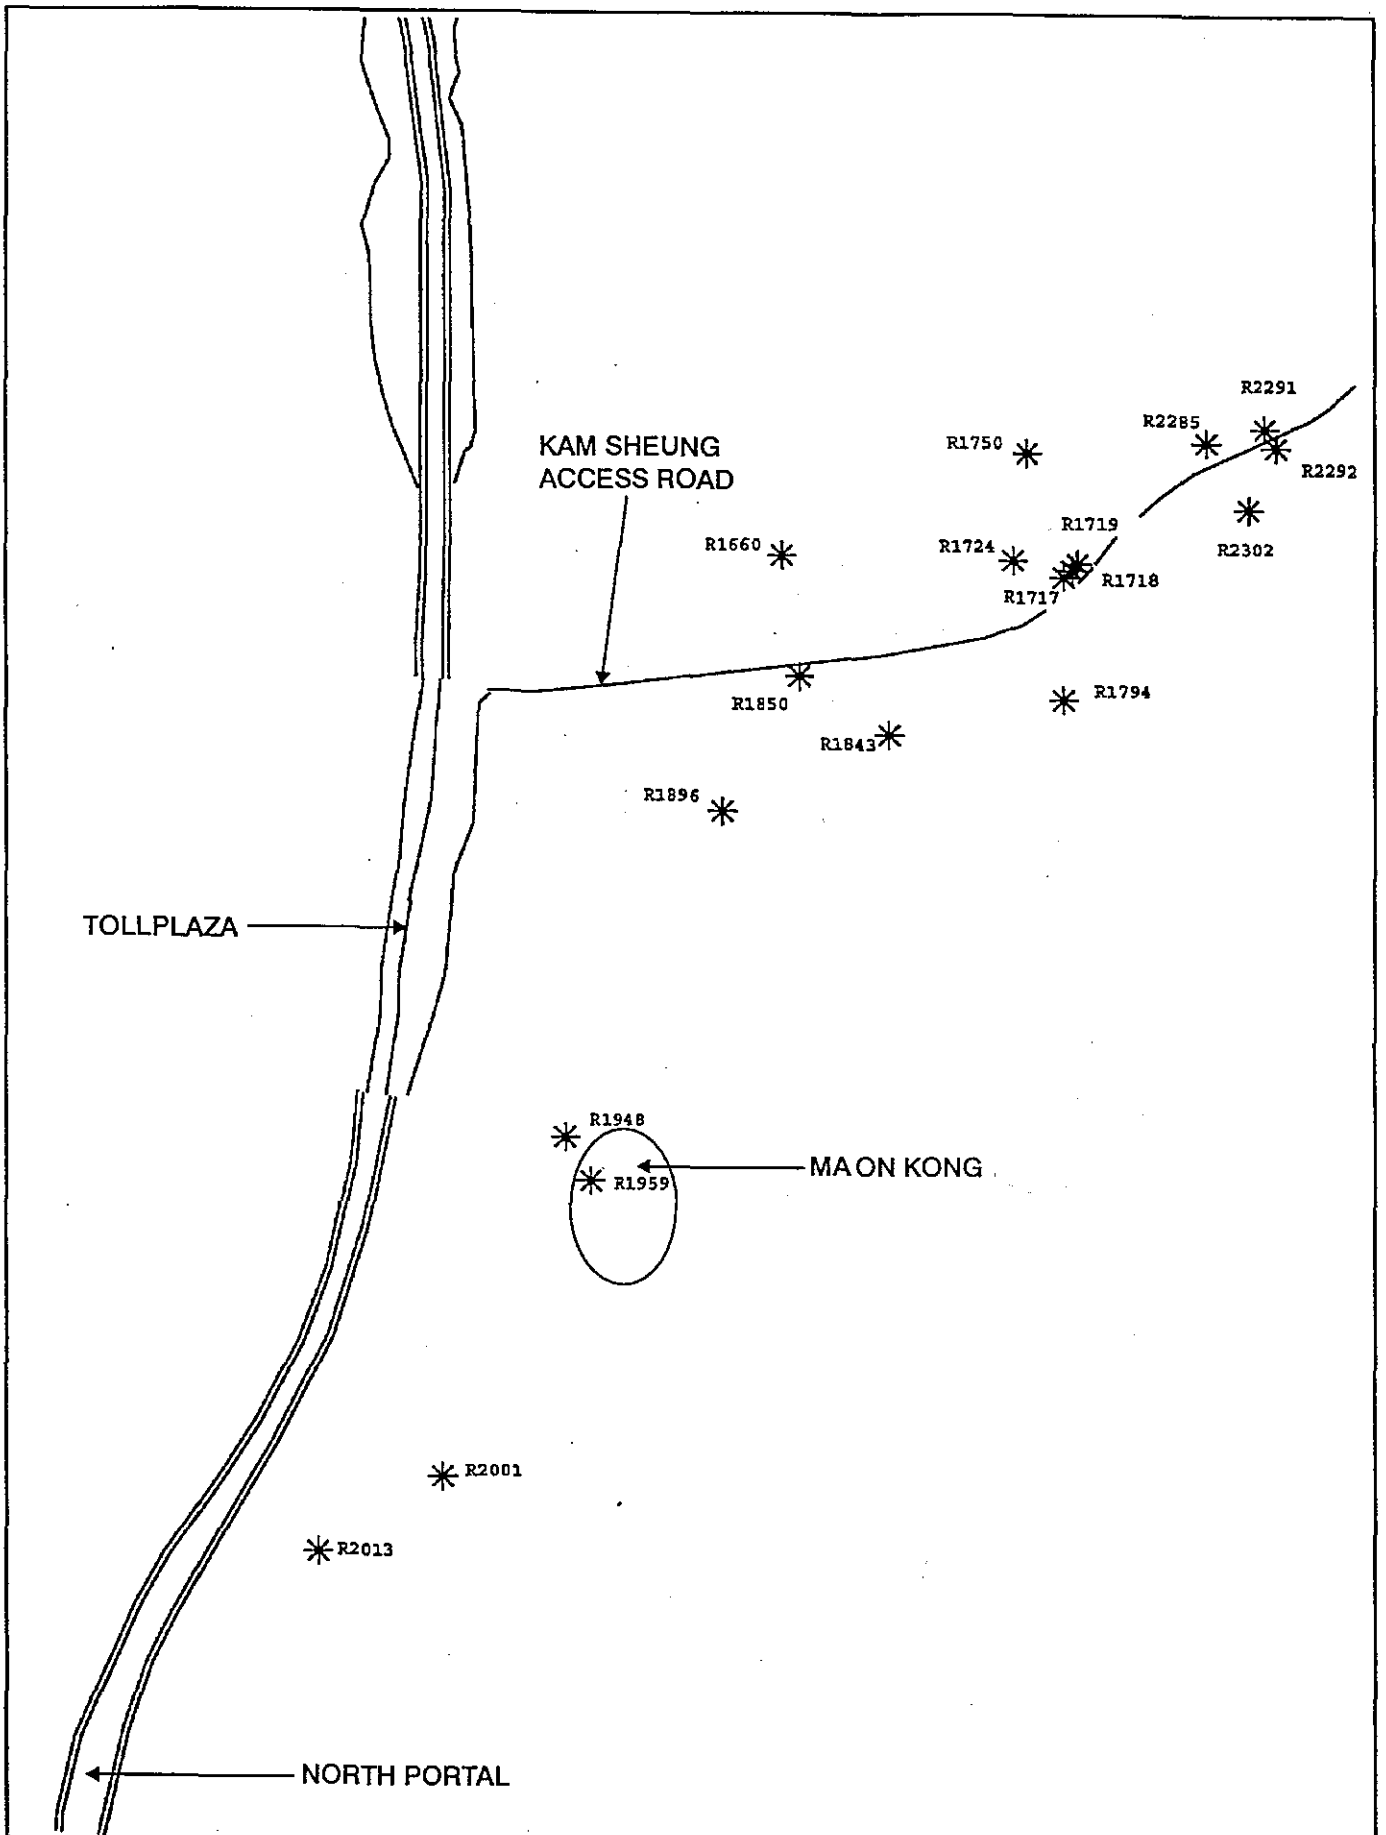 R2291
R2285
KAM SHEUNG
ACCESS ROAD
R1750
R2292
R1719
R1660
R1724
R2302
R1718
R1717
R1850
R1794
R1843
R1896
TOLLPLAZA
R1948
MA ON KONG
R1959
R2001
R2013
NORTH PORTAL